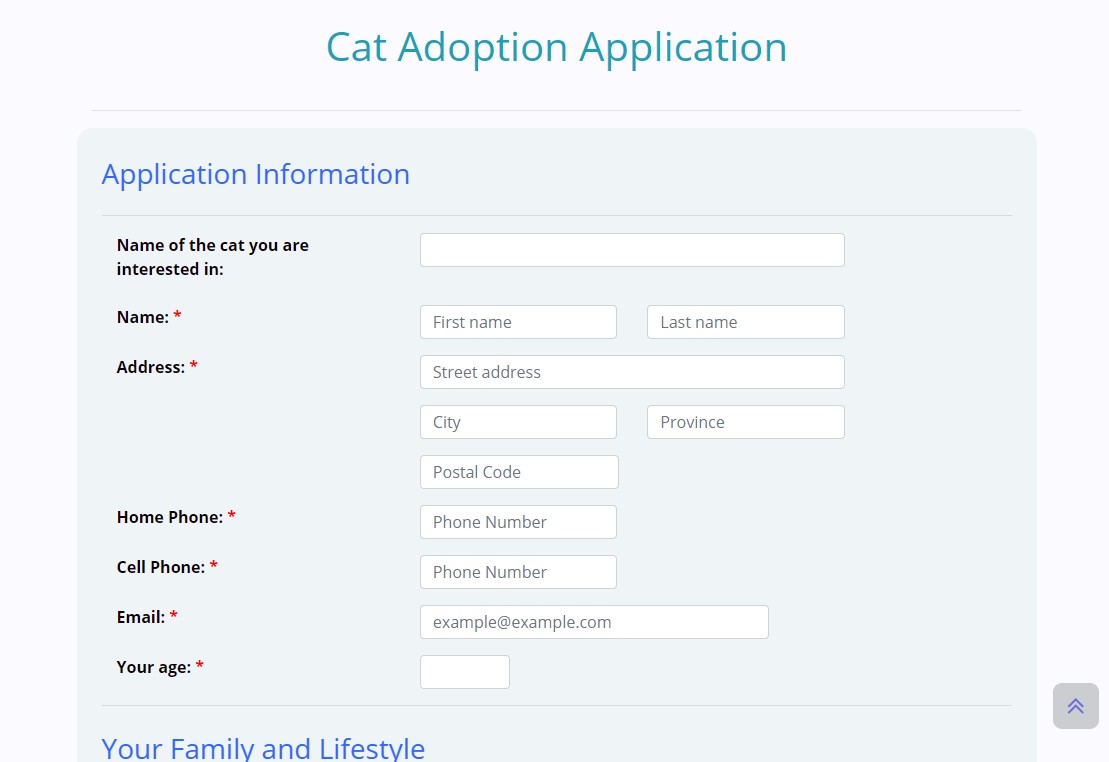 Cat Adoption Application
Application Information
Name of the cat you are
interested in:
Name: *
First name
Last name
Address: *
Street address
City
Province
Postal Code
Home Phone: *
Phone Number
Cell Phone: *
Phone Number
Email: *
example@example.com
Your age: *
Your Family and Lifestyle